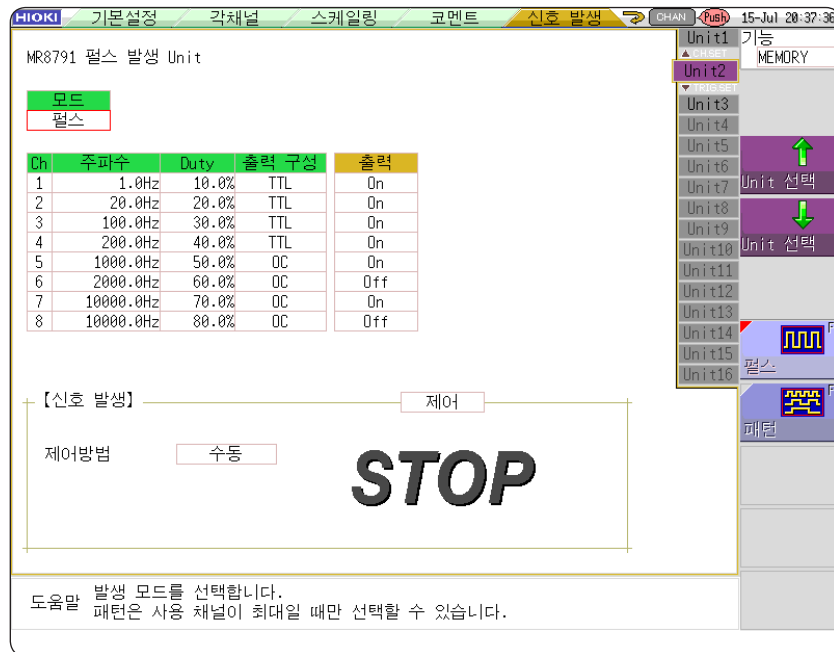 HIOKI 기본설정 각채널 스케일링 코멘트 신호 발생 CHAN Push 15-Jul 20:37:36
MR8791 펄스 발생 Unit
모드
펄스
Ch 주파수 Duty 출력 구성 출력
1 1.0Hz 10.0% TTL On
2 20.0Hz 20.0% TTL On
3 100.0Hz 30.0% TTL On
4 200.0Hz 40.0% TTL On
5 1000.0Hz 50.0% OC On
6 2000.0Hz 60.0% OC Off
7 10000.0Hz 70.0% OC On
8 10000.0Hz 80.0% OC Off
【신호 발생】 제어
제어방법 수동
STOP
도움말 발생 모드를 선택합니다.
패턴은 사용 채널이 최대일 때만 선택할 수 있습니다.
Unit1
▲ CH.SET
Unit2
▼ TRIG.SET
Unit3
Unit4
Unit5
Unit6
Unit7
Unit8
Unit9
Unit10
Unit11
Unit12
Unit13
Unit14
Unit15
Unit16
기능
MEMORY
Unit 선택
Unit 선택
펄스
패턴